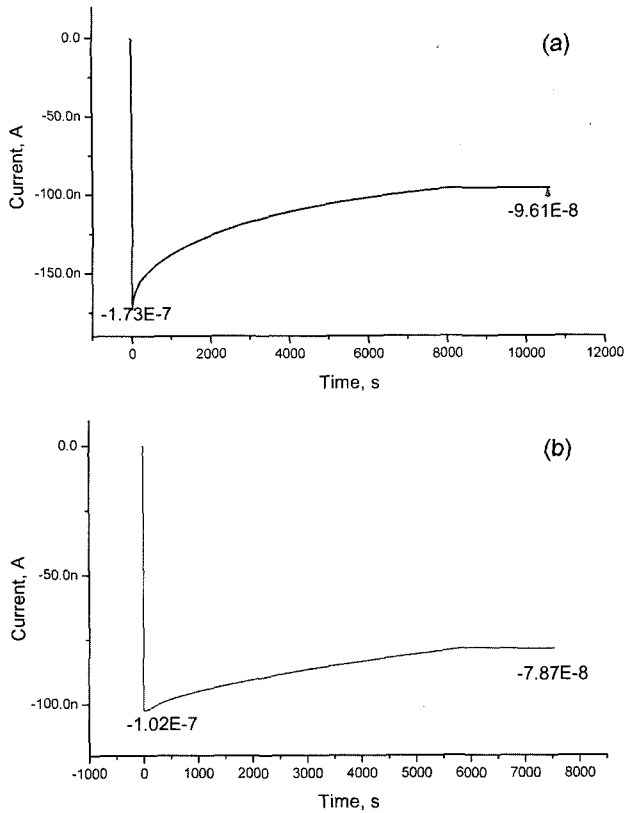 (a)
0.0
-50.0n
-100.0n
-150.0n
Current, A
-1.73E-7
-9.61E-8
0 2000 4000 6000 8000 10000 12000
Time, s
(b)
0.0
-50.0n
-100.0n
Current, A
-1.02E-7
-7.87E-8
-1000 0 1000 2000 3000 4000 5000 6000 7000 8000
Time, s